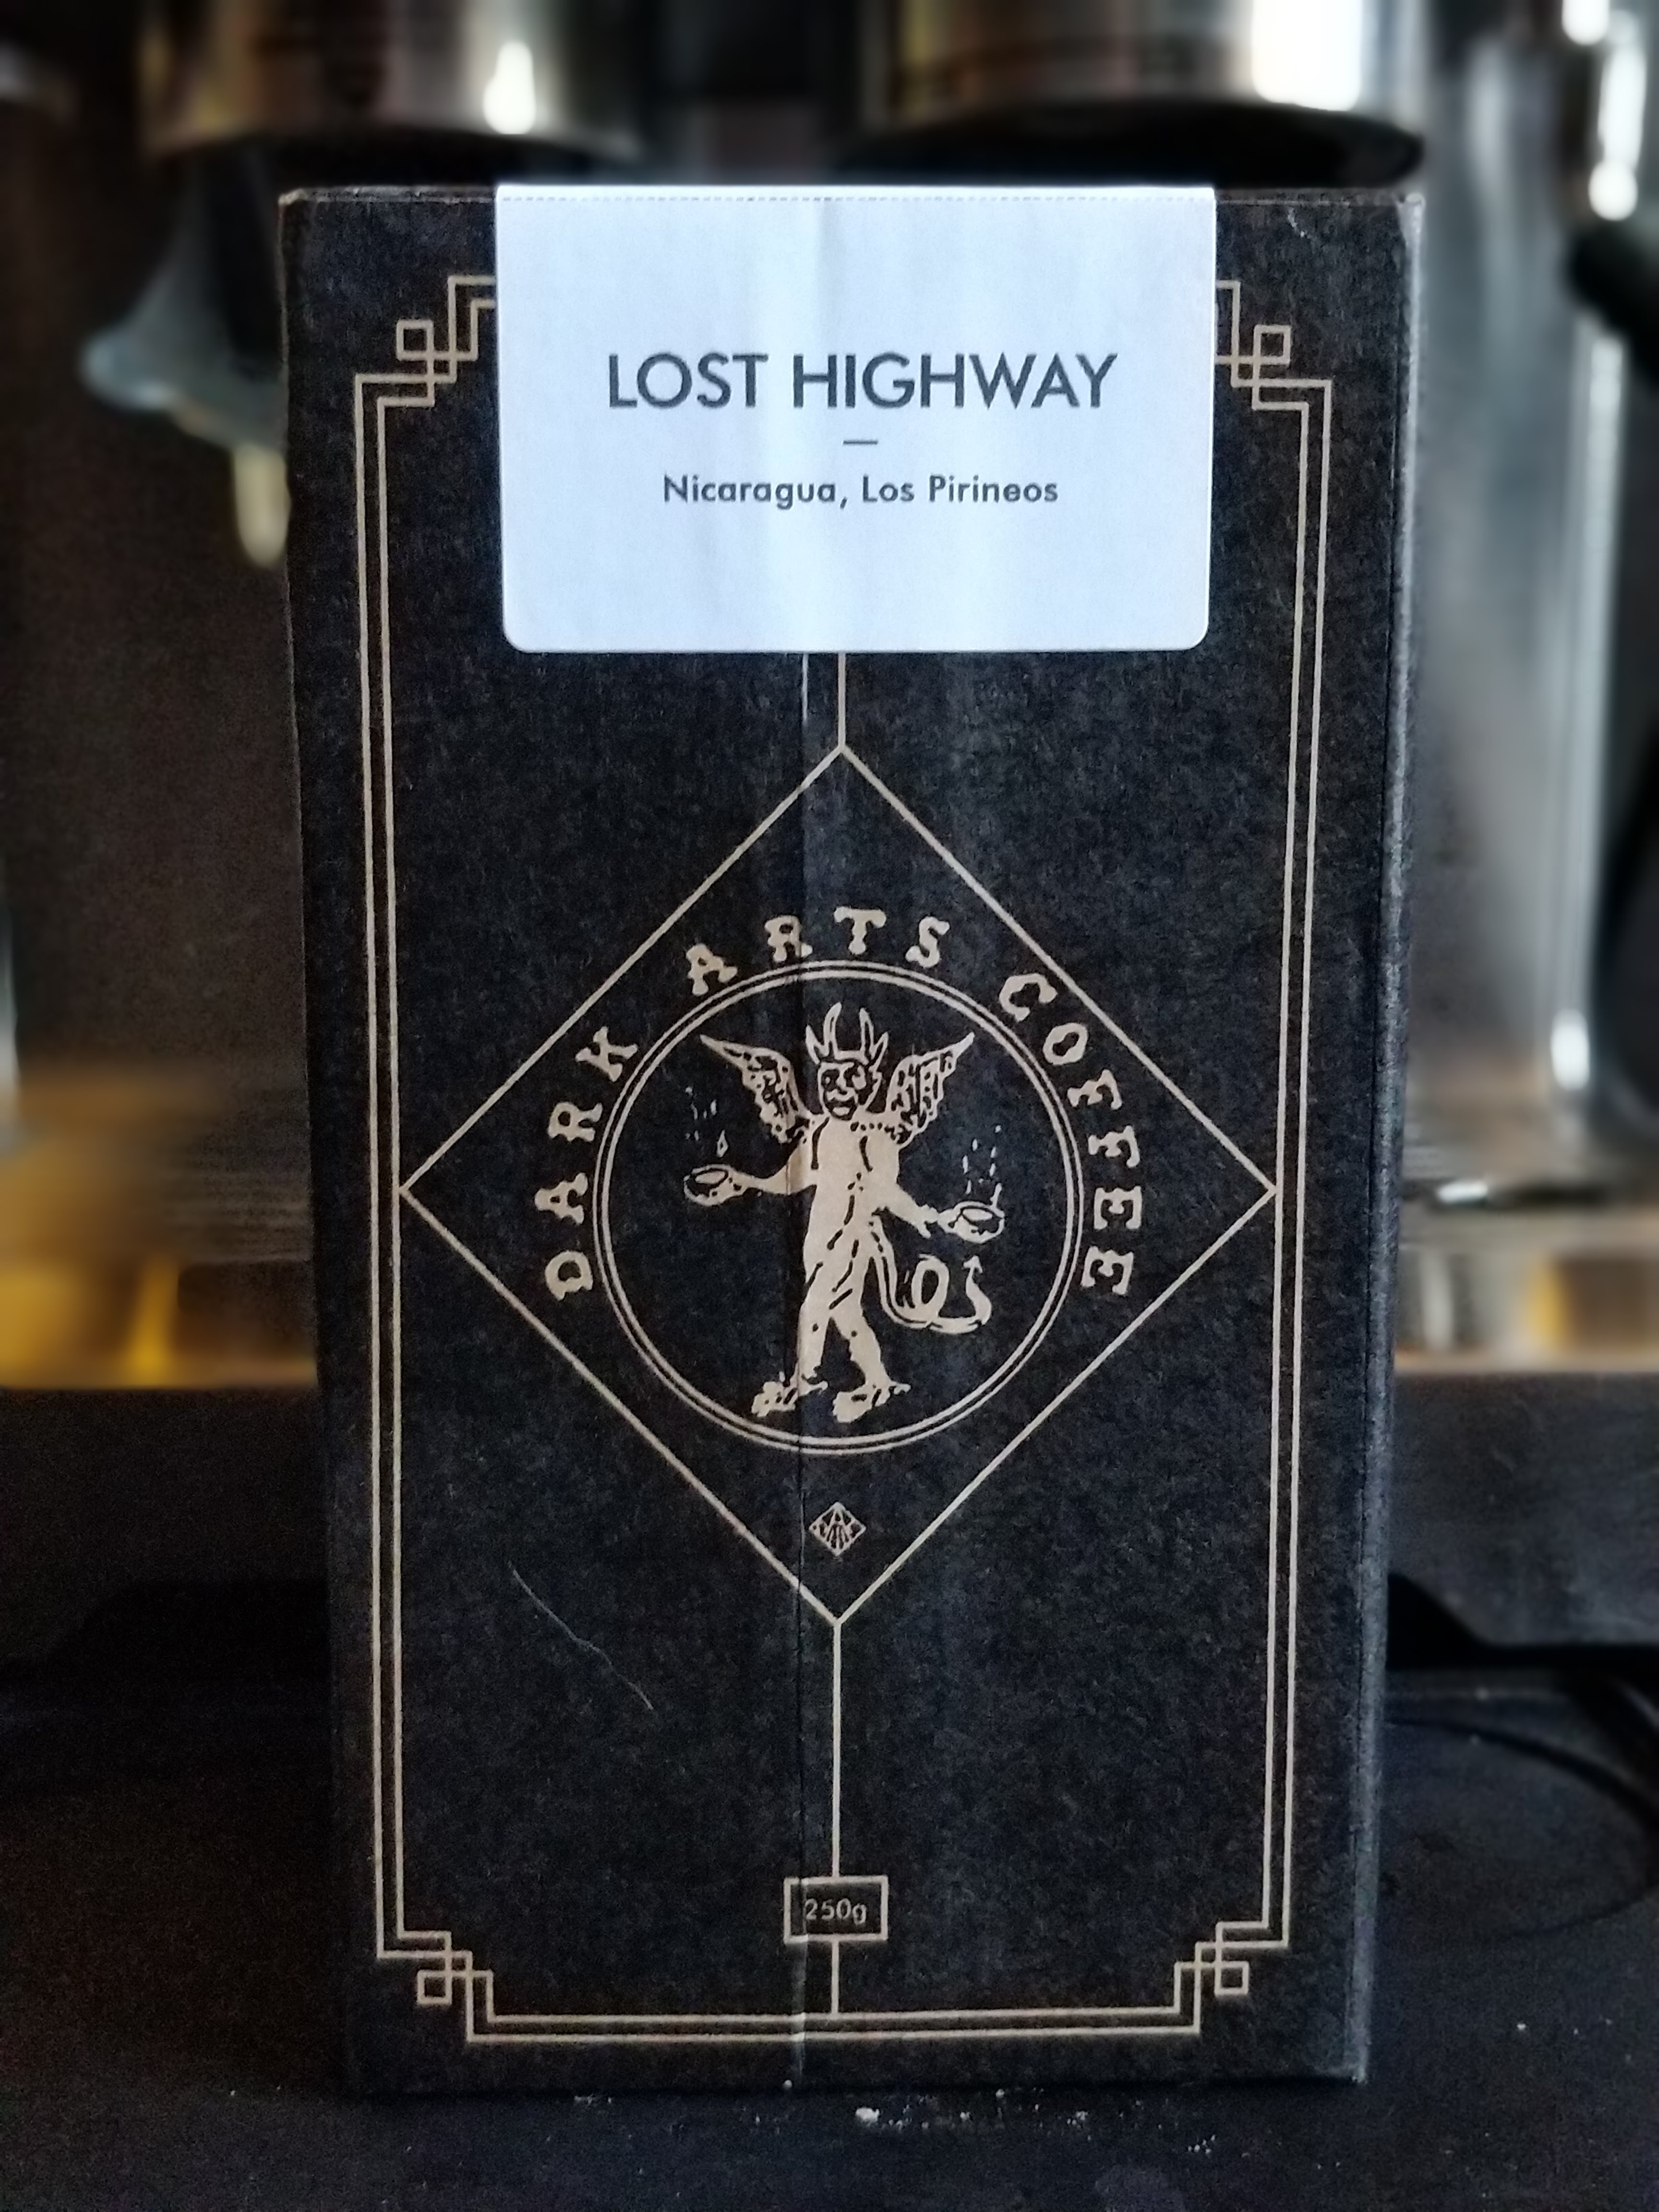 LOST HIGHWAY
—
Nicaragua, Los Pirineos
DARK ARTS COFFEE
250g